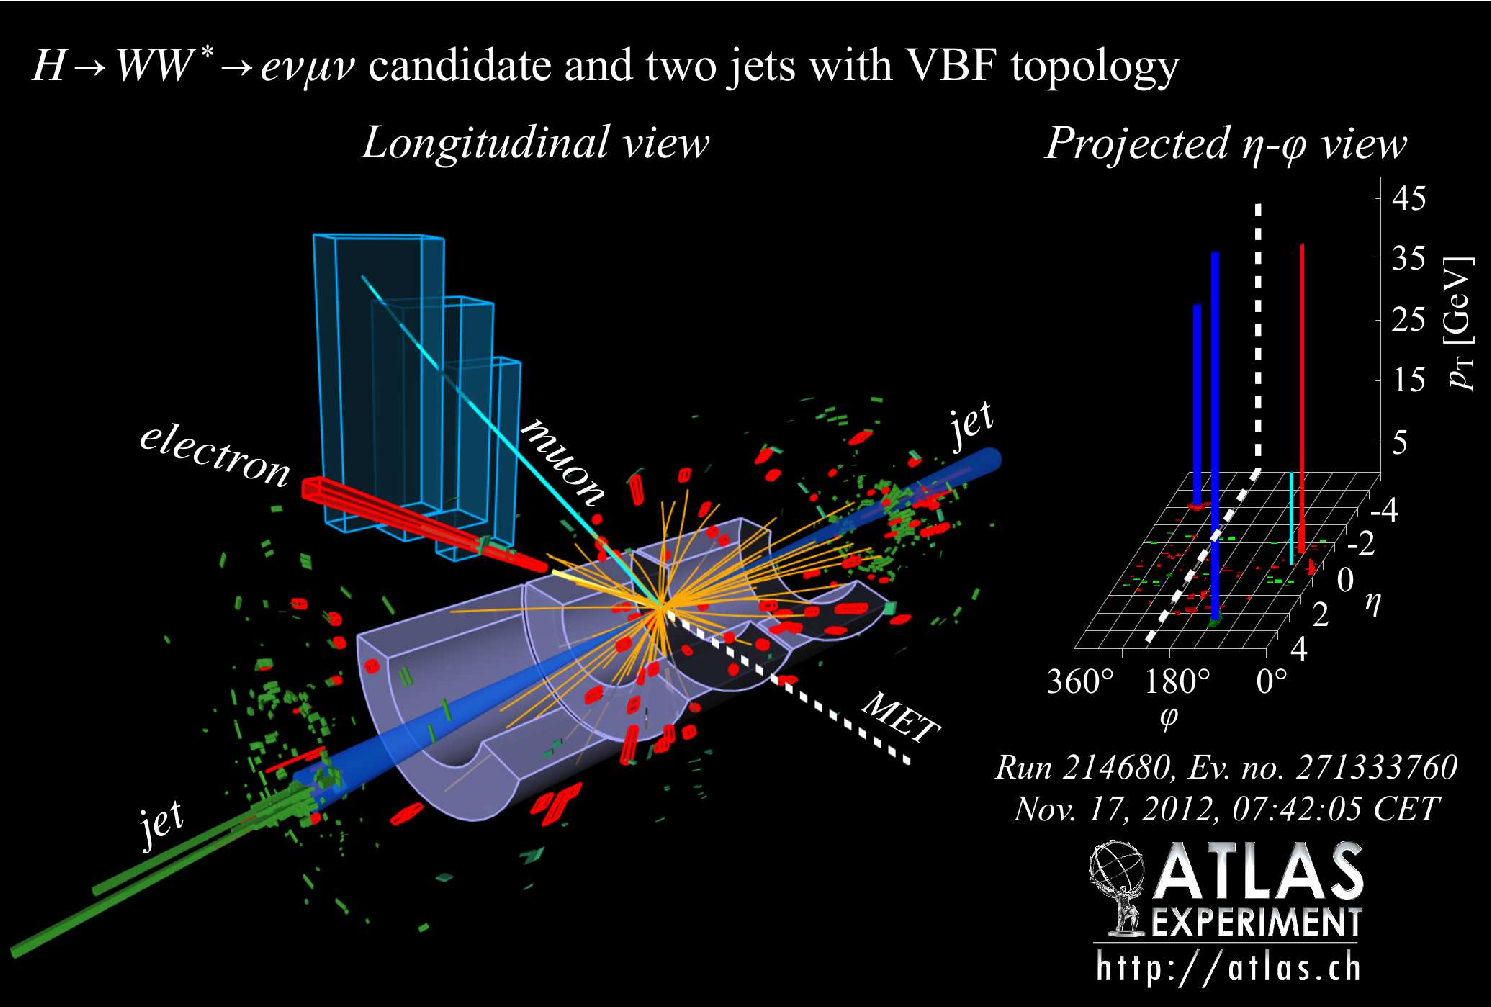 H→WW*→eνμν candidate and two jets with VBF topology
Longitudinal view
Projected η-φ view
electron
muon
jet
jet
MET
45
35
25
15
5
pT [GeV]
-4
-2
0
2
4
η
360° 180° 0°
φ
Run 214680, Ev. no. 271333760
Nov. 17, 2012, 07:42:05 CET
ATLAS
EXPERIMENT
http://atlas.ch